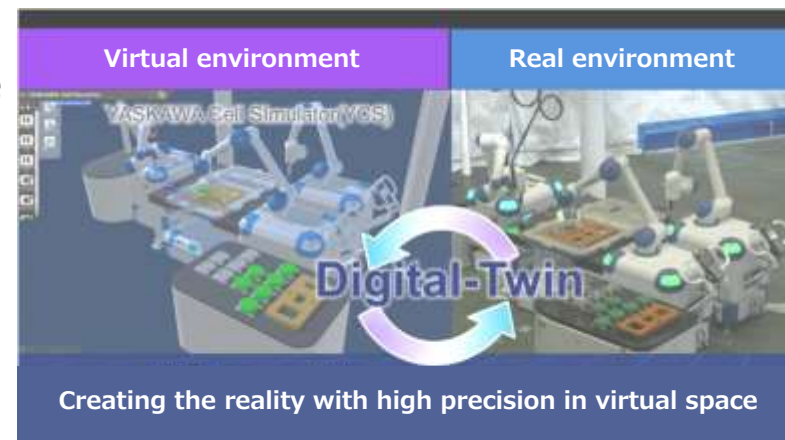 Virtual environment
Real environment
YASKAWA Cell Simulator(YCS)
Digital-Twin
Creating the reality with high precision in virtual space